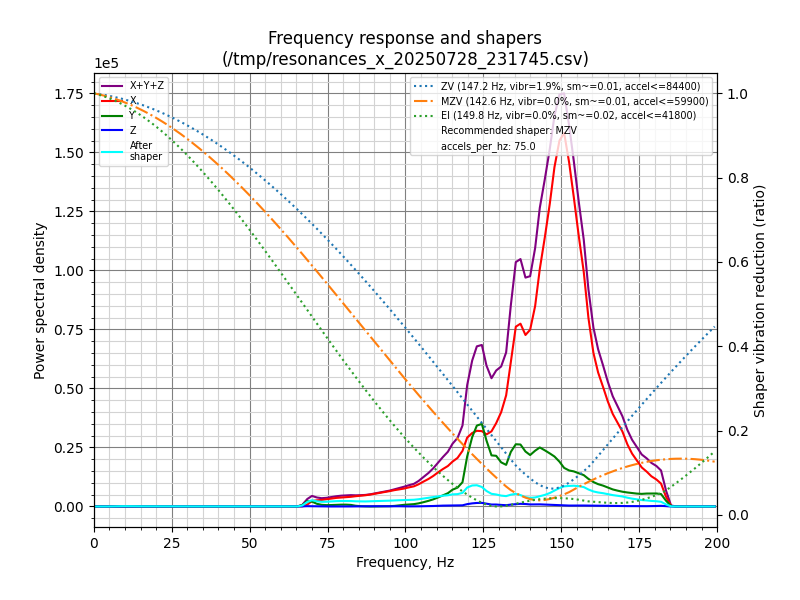 Frequency response and shapers
(/tmp/resonances_x_20250728_231745.csv)
1e5
X+Y+Z
X
Y
Z
After
shaper
ZV (147.2 Hz, vibr=1.9%, sm~=0.01, accel<=84400)
MZV (142.6 Hz, vibr=0.0%, sm~=0.01, accel<=59900)
EI (149.8 Hz, vibr=0.0%, sm~=0.02, accel<=41800)
Recommended shaper: MZV
accels_per_hz: 75.0
Power spectral density
1.75
1.50
1.25
1.00
0.75
0.50
0.25
0.00
1.0
0.8
0.6
0.4
0.2
0.0
Shaper vibration reduction (ratio)
0 25 50 75 100 125 150 175 200
Frequency, Hz